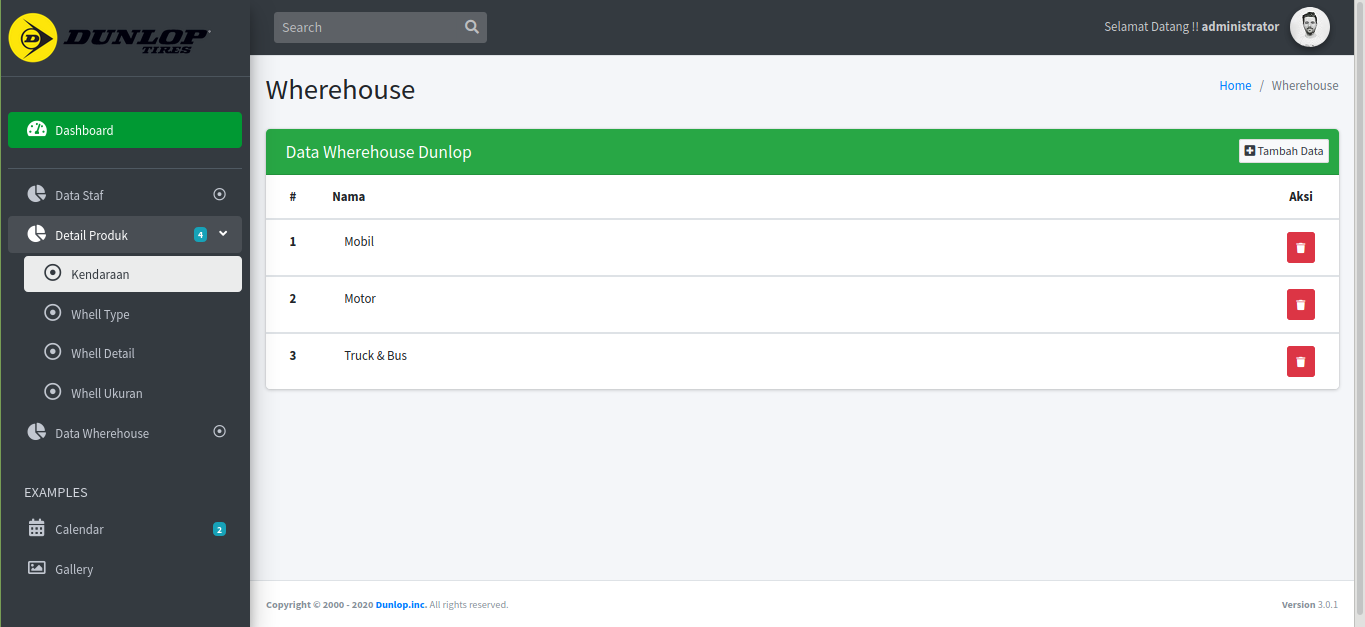 DUNLOP
TIRES
Search
Selamat Datang !! administrator
Dashboard
Data Staf
Detail Produk 4
Kendaraan
Whell Type
Whell Detail
Whell Ukuran
Data Wherehouse
EXAMPLES
Calendar 2
Gallery
Wherehouse
Home / Wherehouse
Data Wherehouse Dunlop
Tambah Data
# Nama Aksi
1 Mobil
2 Motor
3 Truck & Bus
Copyright © 2000 - 2020 Dunlop.inc. All rights reserved.
Version 3.0.1